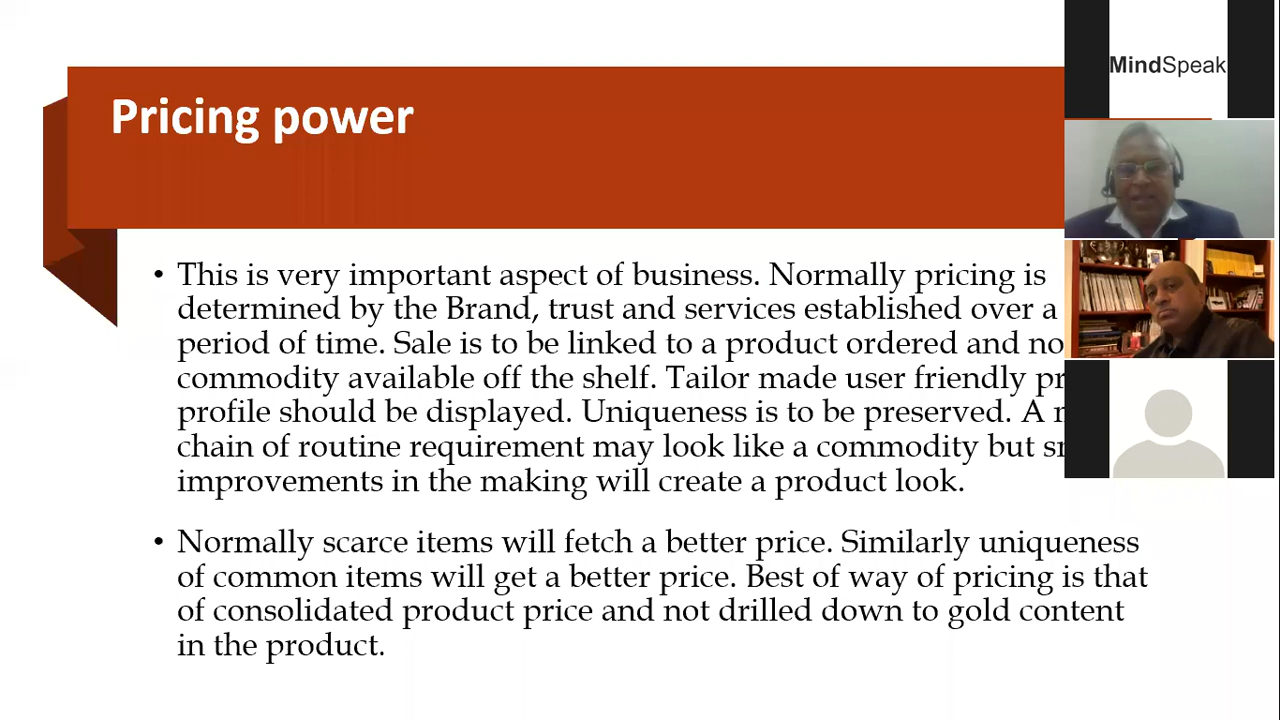 Pricing power
MindSpeak
• This is very important aspect of business. Normally pricing is
determined by the Brand, trust and services established over a
period of time. Sale is to be linked to a product ordered and
commodity available off the shelf. Tailor made user friendly
profile should be displayed. Uniqueness is to be preserved. A
chain of routine requirement may look like a commodity but
improvements in the making will create a product look.
• Normally scarce items will fetch a better price. Similarly uniqueness
of common items will get a better price. Best of way of pricing is that
of consolidated product price and not drilled down to gold content
in the product.